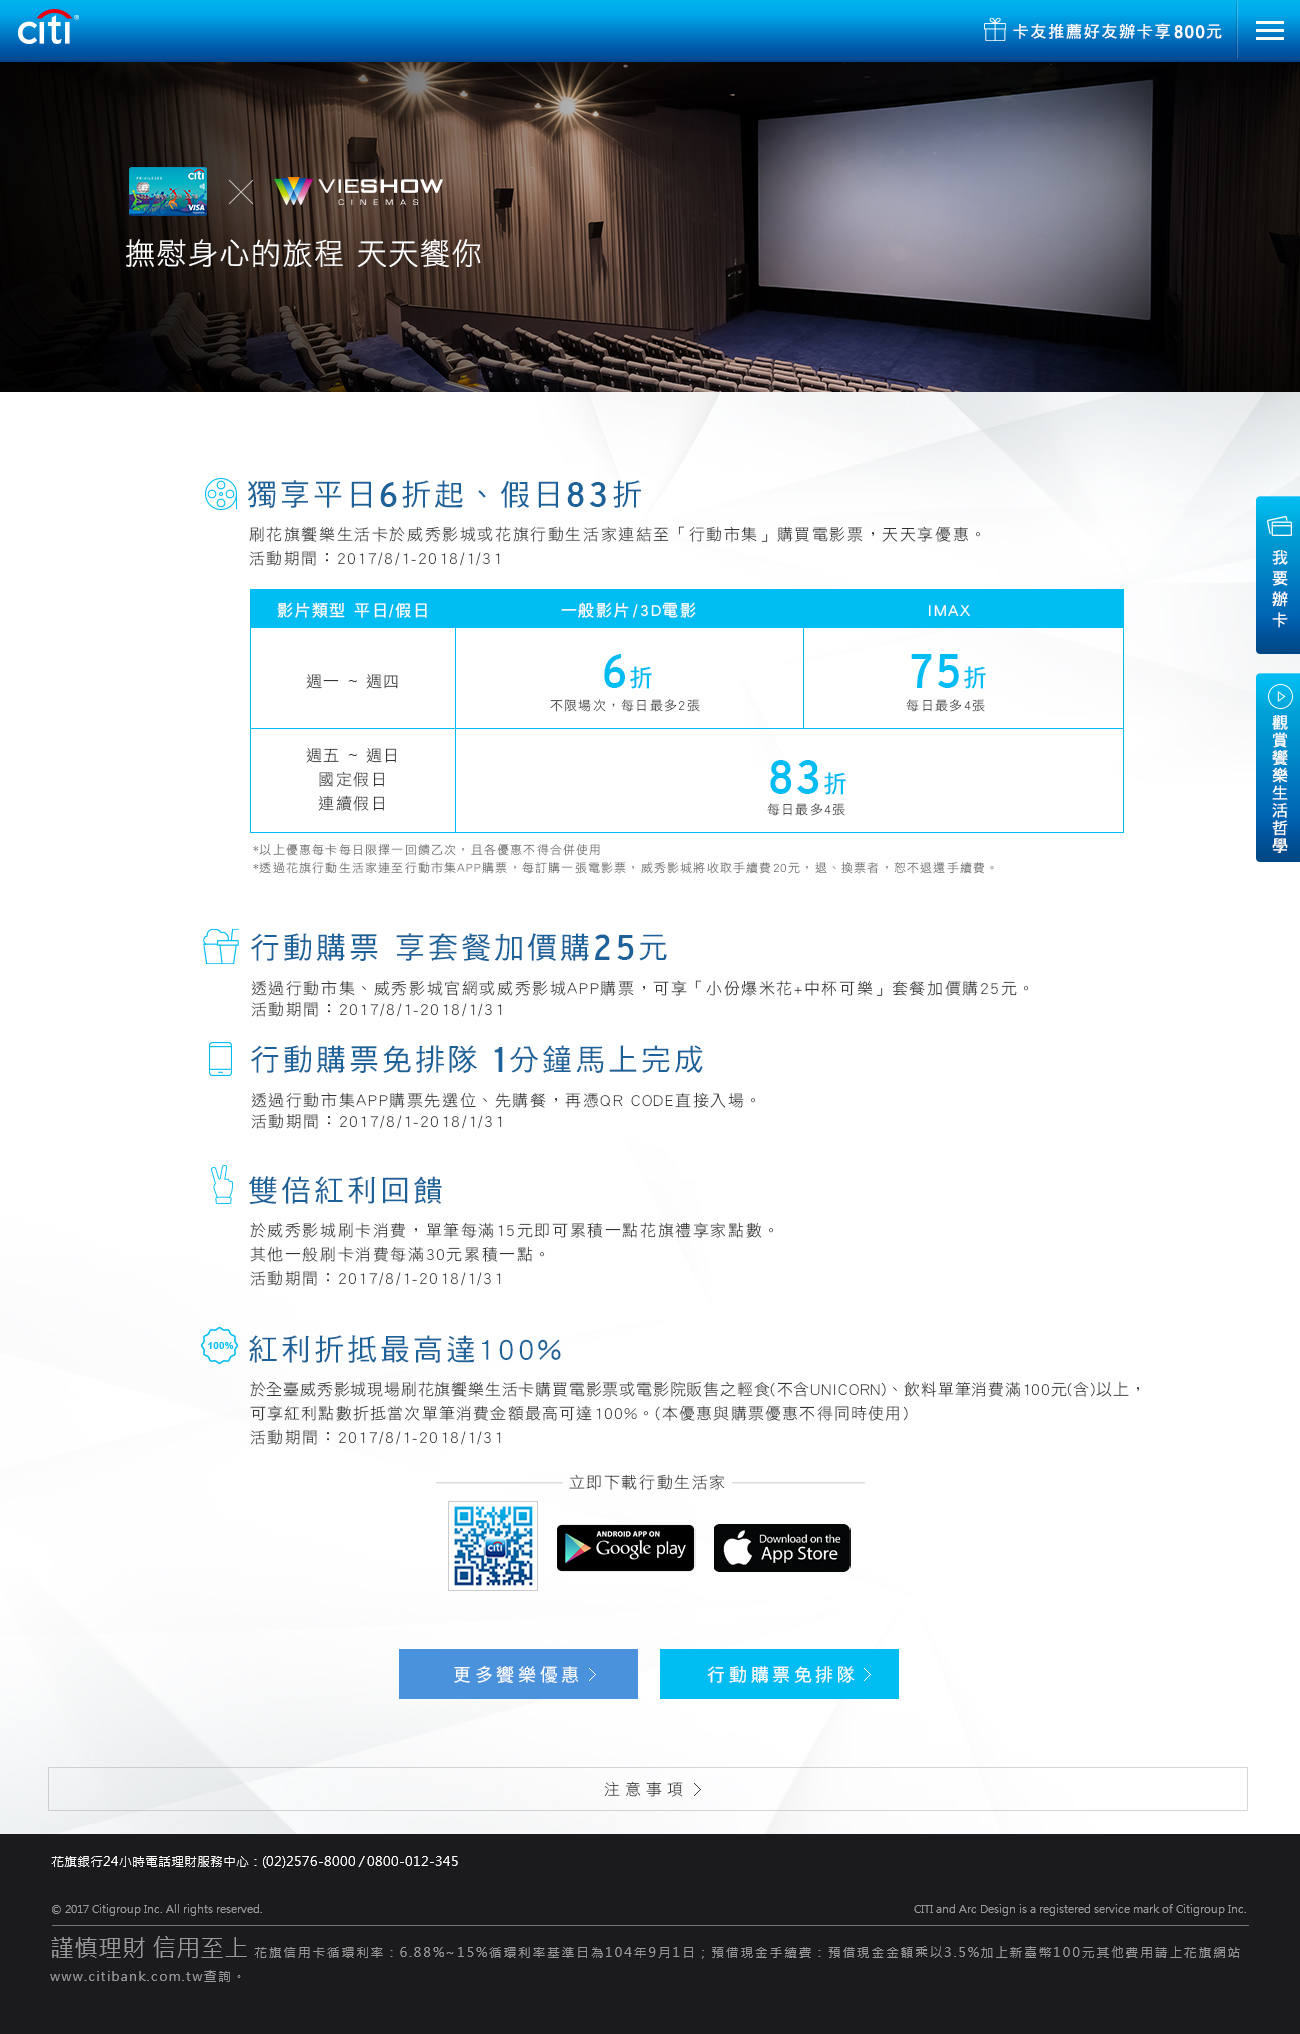 citi
卡友推薦好友辦卡享800元
citi
VISA
VIESHOW
CINEMAS
撫慰身心的旅程 天天饗你
獨享平日6折起、假日83折
刷花旗饗樂生活卡於威秀影城或花旗行動生活家連結至「行動市集」購買電影票，天天享優惠。
活動期間：2017/8/1-2018/1/31
影片類型 平日/假日 一般影片/3D電影 IMAX
週一 ~ 週四
6折
不限場次，每日最多2張
75折
每日最多4張
週五 ~ 週日
國定假日
連續假日
83折
每日最多4張
*以上優惠每卡每日限擇一回饋乙次，且各優惠不得合併使用
*透過花旗行動生活家連至行動市集APP購票，每訂購一張電影票，威秀影城將收取手續費20元，退、換票者，恕不退還手續費。
我要辦卡
觀賞饗樂生活哲學
行動購票 享套餐加價購25元
透過行動市集、威秀影城官網或威秀影城APP購票，可享「小份爆米花+中杯可樂」套餐加價購25元。
活動期間：2017/8/1-2018/1/31
行動購票免排隊 1分鐘馬上完成
透過行動市集APP購票先選位、先購餐，再憑QR CODE直接入場。
活動期間：2017/8/1-2018/1/31
雙倍紅利回饋
於威秀影城刷卡消費，單筆每滿15元即可累積一點花旗禮享家點數。
其他一般刷卡消費每滿30元累積一點。
活動期間：2017/8/1-2018/1/31
100%
紅利折抵最高達100%
於全臺威秀影城現場刷花旗饗樂生活卡購買電影票或電影院販售之輕食(不含UNICORN)、飲料單筆消費滿100元(含)以上，
可享紅利點數折抵當次單筆消費金額最高可達100%。(本優惠與購票優惠不得同時使用)
活動期間：2017/8/1-2018/1/31
立即下載行動生活家
citi
ANDROID APP ON
Google play
Download on the
App Store
更多饗樂優惠
行動購票免排隊
注意事項
花旗銀行24小時電話理財服務中心：(02)2576-8000 / 0800-012-345
© 2017 Citigroup Inc. All rights reserved.
CITI and Arc Design is a registered service mark of Citigroup Inc.
謹慎理財 信用至上 花旗信用卡循環利率：6.88%~15%循環利率基準日為104年9月1日；預借現金手續費：預借現金金額乘以3.5%加上新臺幣100元其他費用請上花旗網站
www.citibank.com.tw查詢。